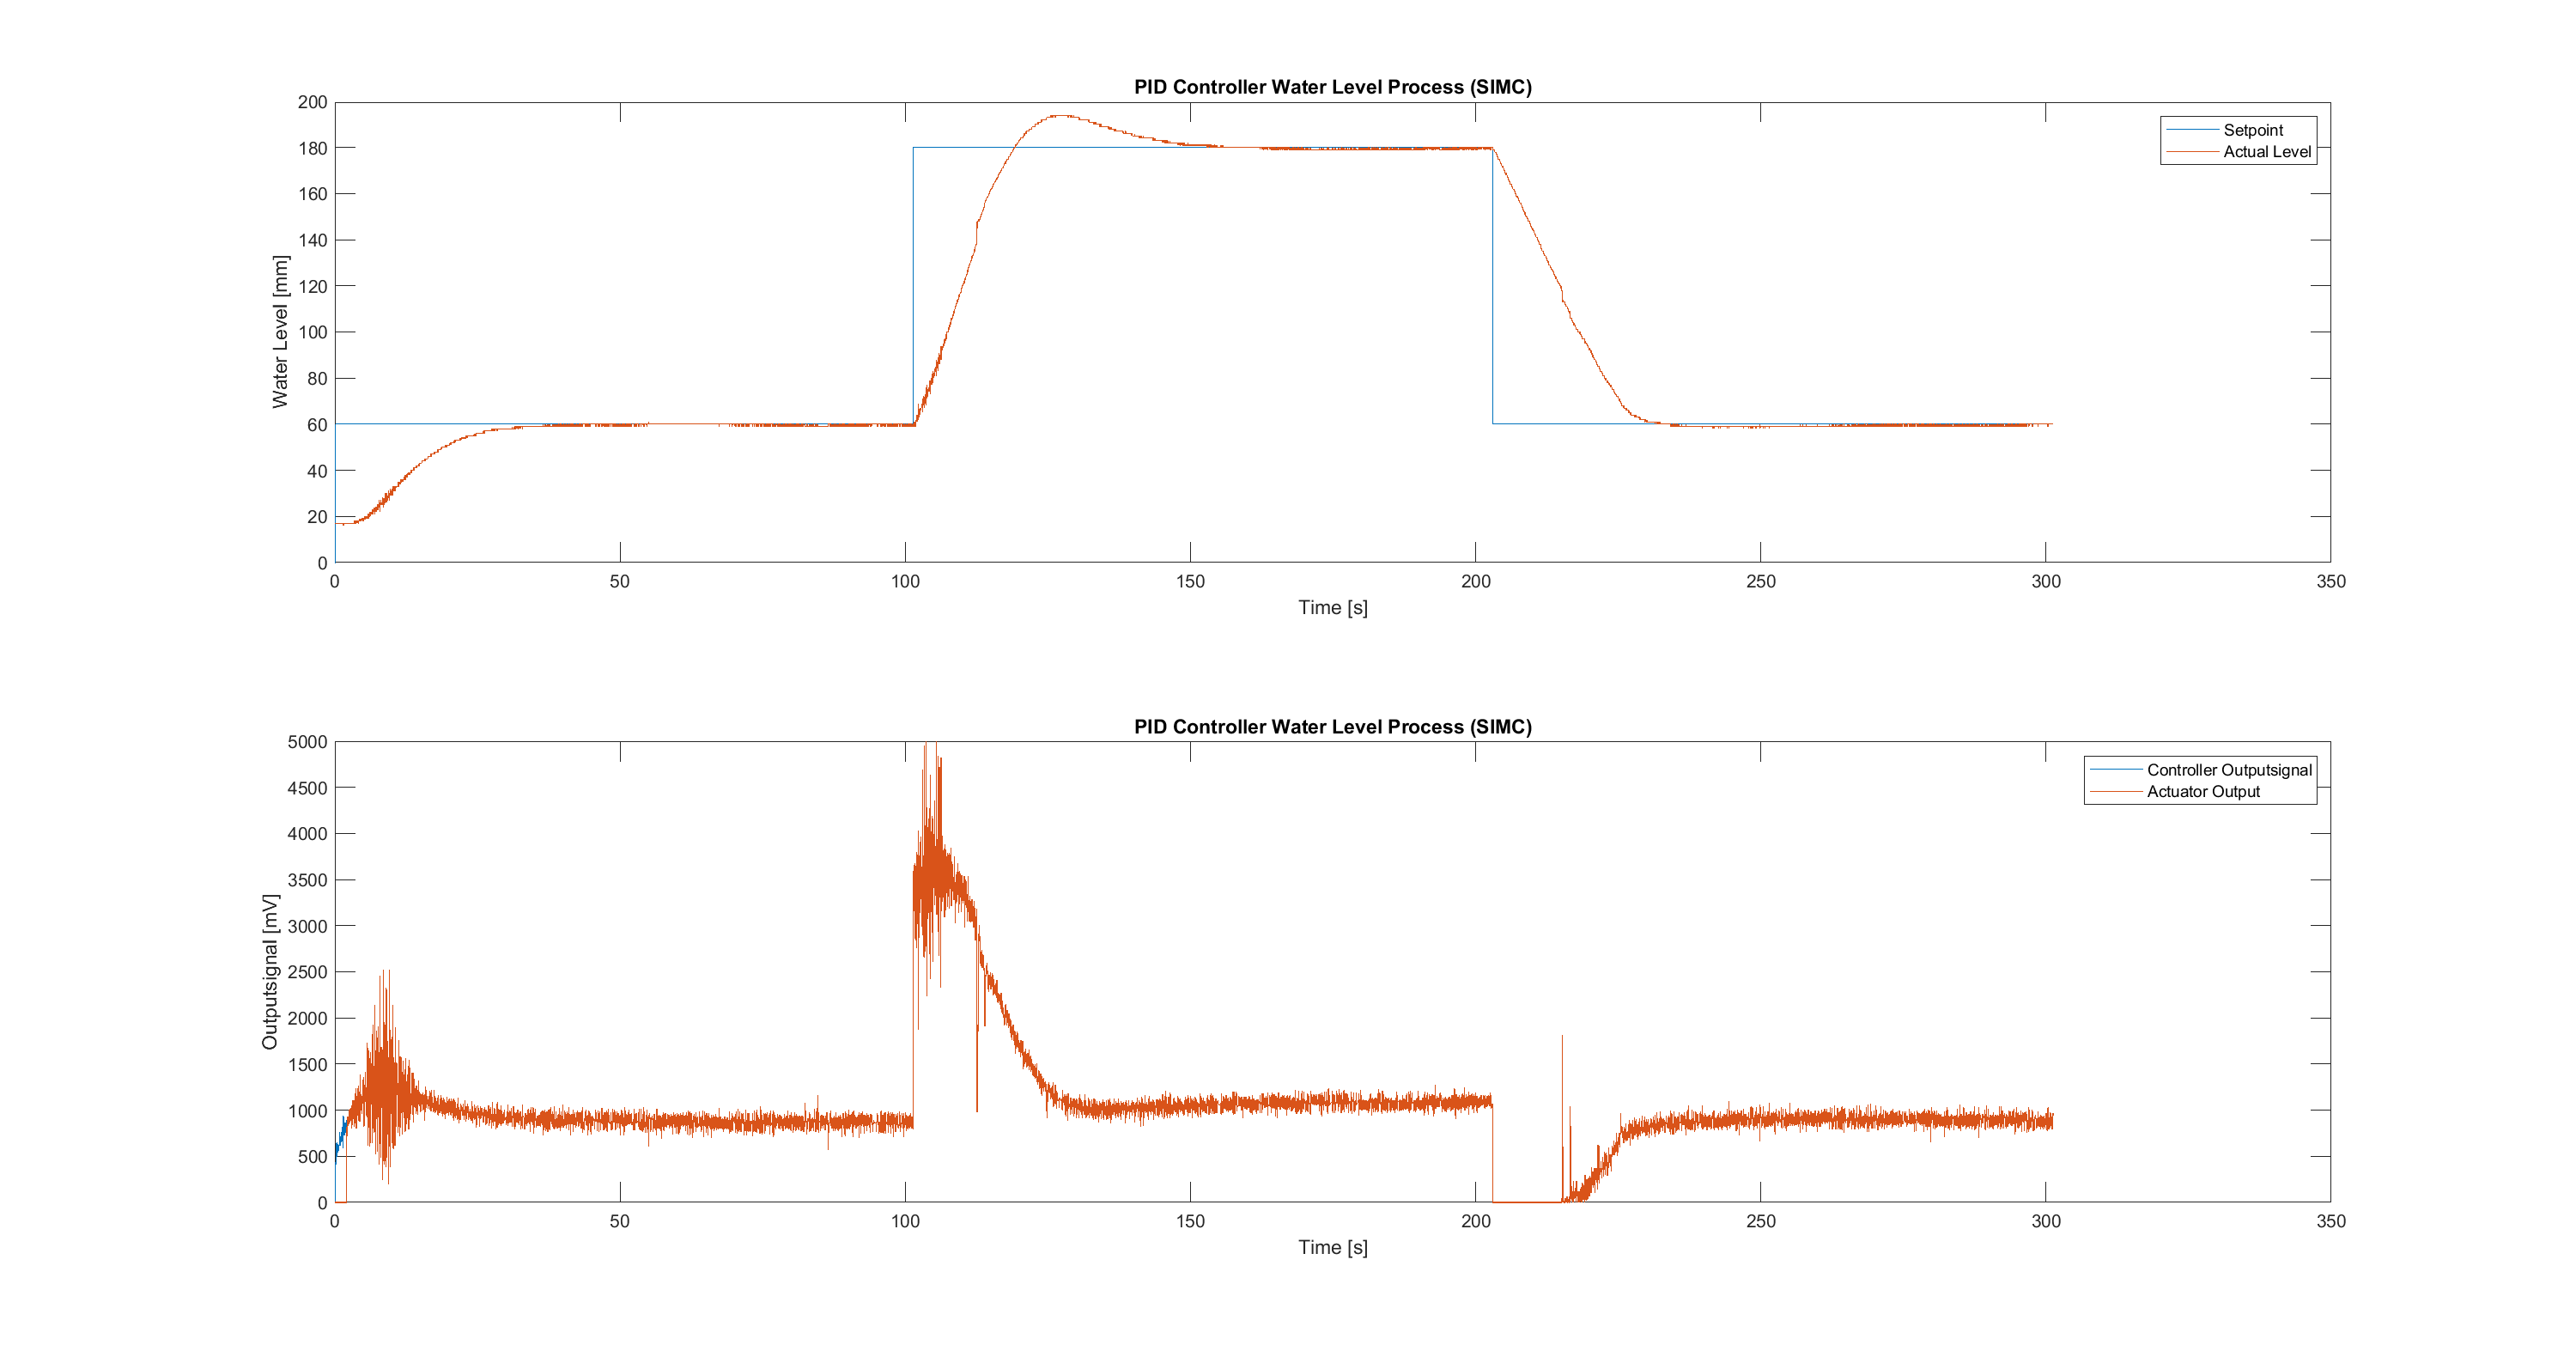 PID Controller Water Level Process (SIMC)
200
180
160
140
120
100
80
60
40
20
0
Water Level [mm]
Setpoint
Actual Level
0 50 100 150 200 250 300 350
Time [s]
PID Controller Water Level Process (SIMC)
5000
4500
4000
3500
3000
2500
2000
1500
1000
500
0
Outputsignal [mV]
Controller Outputsignal
Actuator Output
0 50 100 150 200 250 300 350
Time [s]